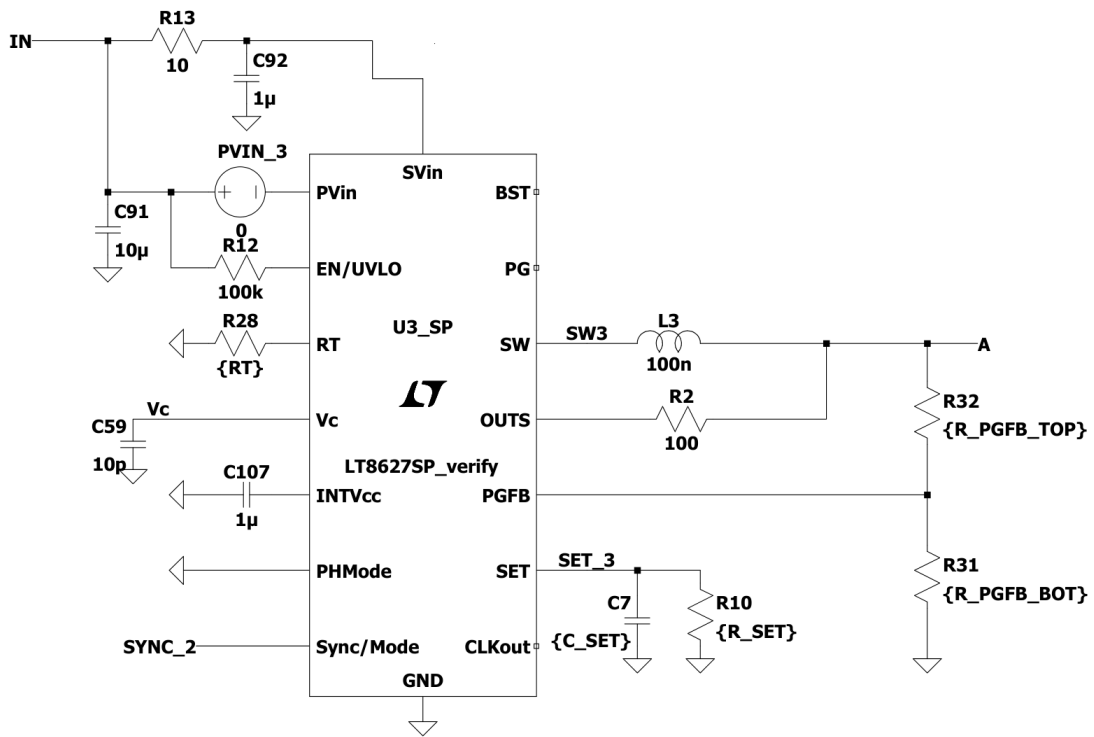 R13
IN
10
C92
1µ
PVIN_3
SVin
PVin
BST
C91
10µ
0
R12
100k
EN/UVLO
PG
R28
{RT}
RT
U3_SP
SW
SW3
L3
100n
A
Vc
C59
10p
Vc
OUTS
R2
100
R32
{R_PGFB_TOP}
LT8627SP_verify
C107
1µ
INTVcc
PGFB
PHMode
SET
SET_3
C7
{C_SET}
R10
{R_SET}
R31
{R_PGFB_BOT}
SYNC_2
Sync/Mode
CLKout
GND